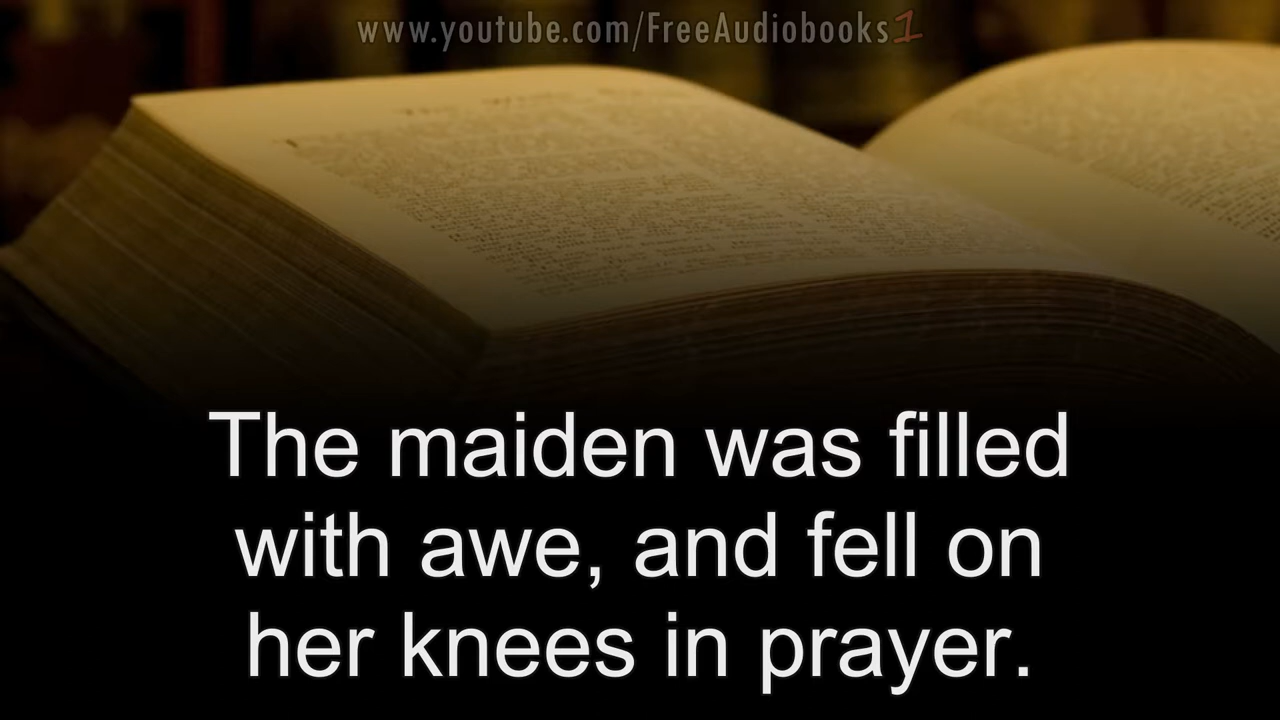 www.youtube.com/FreeAudiobooks1
The maiden was filled
with awe, and fell on
her knees in prayer.